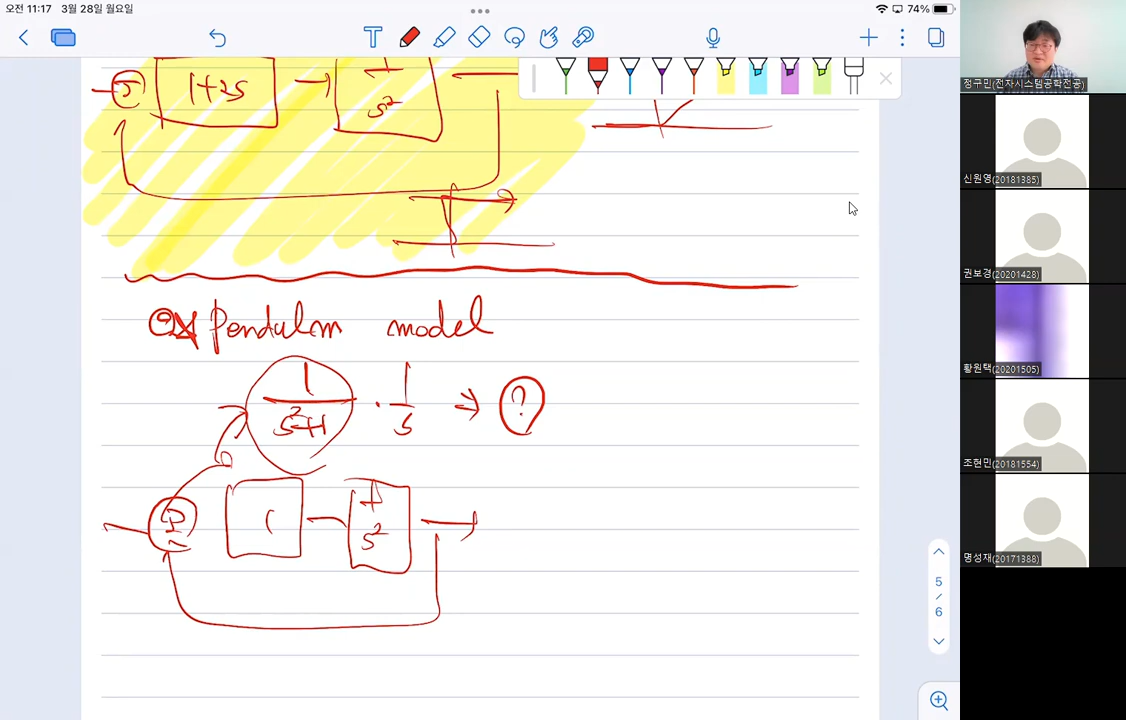 오전 11:17 3월 28일 월요일
74%
T
정구민(전자시스템공학전공)
Σ 1+2s → 1/s²
신원영(20181385)
권보경(20201428)
ex Pendulm model
황원택(20201505)
1/(s²+1) · 1/s ⇒ ?
조현민(20181554)
Σ 1 1/s²
명성재(20171388)
5
/
6